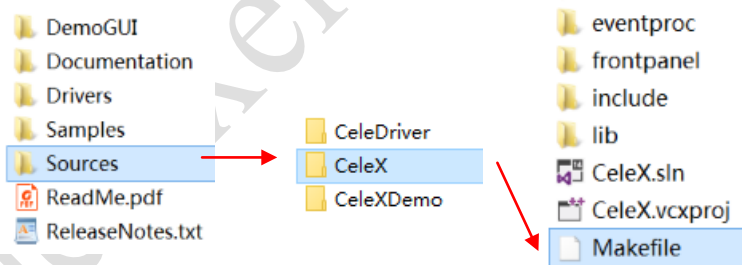 DemoGUI
Documentation
Drivers
Samples
Sources
ReadMe.pdf
ReleaseNotes.txt
CeleDriver
CeleX
CeleXDemo
eventproc
frontpanel
include
lib
CeleX.sln
CeleX.vcxproj
Makefile